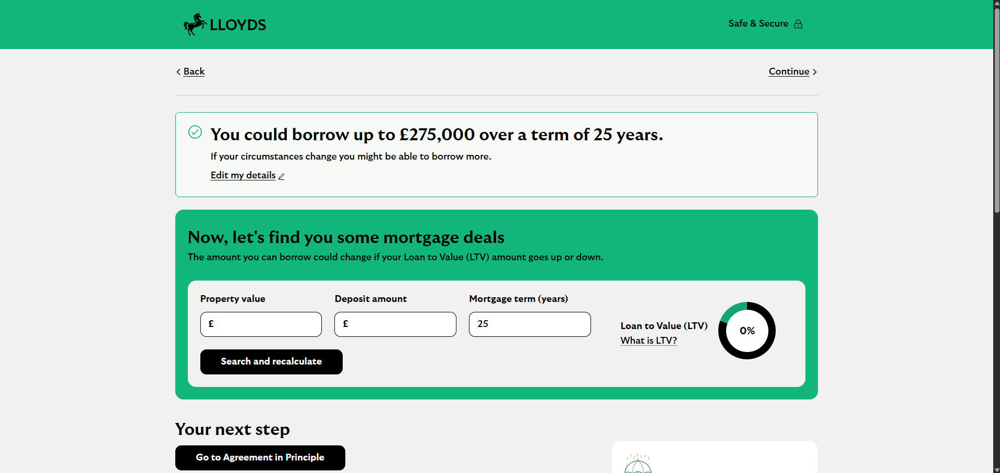 LLOYDS
Safe & Secure
Back
Continue
You could borrow up to £275,000 over a term of 25 years.
If your circumstances change you might be able to borrow more.
Edit my details
Now, let's find you some mortgage deals
The amount you can borrow could change if your Loan to Value (LTV) amount goes up or down.
Property value
Deposit amount
Mortgage term (years)
£
£
25
Loan to Value (LTV)
What is LTV?
0%
Search and recalculate
Your next step
Go to Agreement in Principle